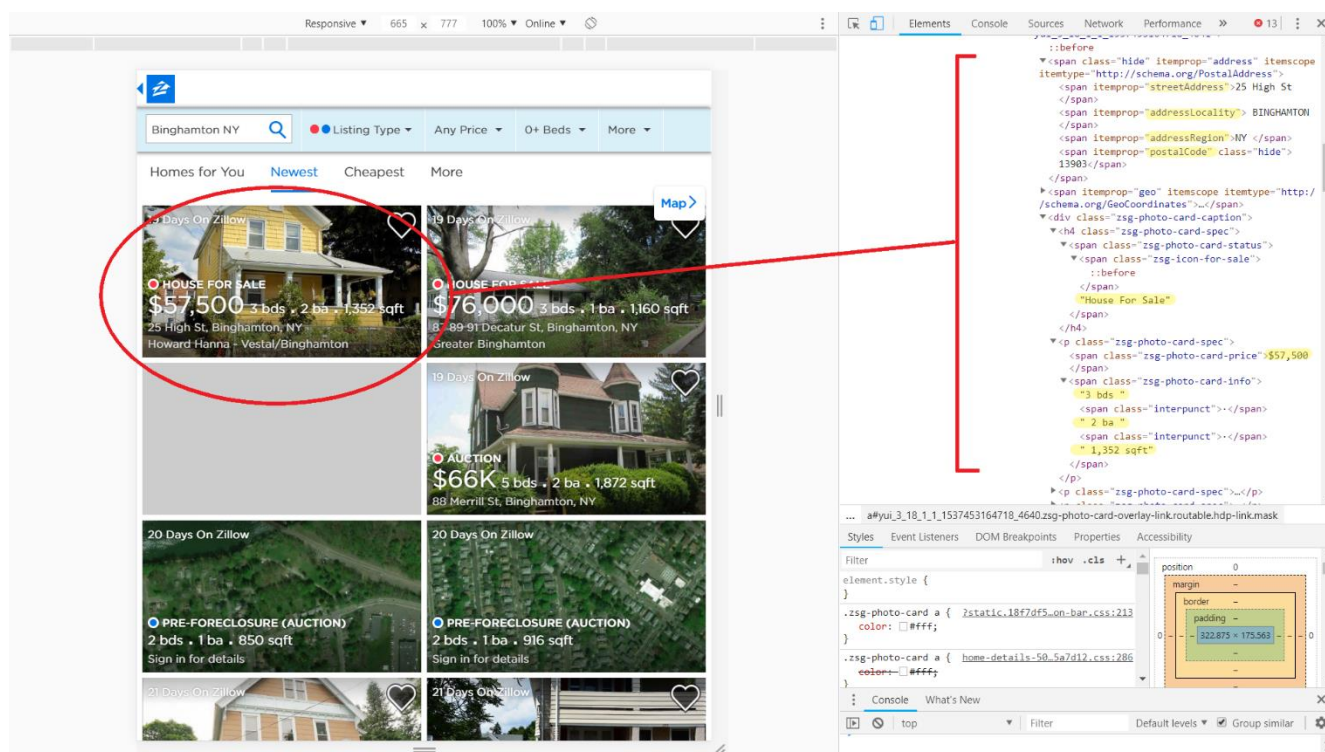 Responsive ▼ 665 x 777 100% ▼ Online ▼
Elements Console Sources Network Performance » 13
Binghamton NY
Listing Type ▾ Any Price ▾ 0+ Beds ▾ More ▾
Homes for You Newest Cheapest More
Map
19 Days On Zillow
HOUSE FOR SALE
$57,500 3 bds . 2 ba . 1,352 sqft
25 High St, Binghamton, NY
Howard Hanna - Vestal/Binghamton
19 Days On Zillow
HOUSE FOR SALE
$76,000 3 bds . 1 ba . 1,160 sqft
87-89-91 Decatur St, Binghamton, NY
Greater Binghamton
19 Days On Zillow
AUCTION
$66K 5 bds . 2 ba . 1,872 sqft
88 Merrill St, Binghamton, NY
20 Days On Zillow
PRE-FORECLOSURE (AUCTION)
2 bds . 1 ba . 850 sqft
Sign in for details
20 Days On Zillow
PRE-FORECLOSURE (AUCTION)
2 bds . 1 ba . 916 sqft
Sign in for details
21 Days On Zillow
21 Days On Zillow
::before
▼<span class="hide" itemprop="address" itemscope
itemtype="http://schema.org/PostalAddress">
<span itemprop="streetAddress">25 High St
</span>
<span itemprop="addressLocality"> BINGHAMTON
</span>
<span itemprop="addressRegion">NY </span>
<span itemprop="postalCode" class="hide">
13903</span>
</span>
▶<span itemprop="geo" itemscope itemtype="http:/
/schema.org/GeoCoordinates">…</span>
▼<div class="zsg-photo-card-caption">
▼<h4 class="zsg-photo-card-spec">
▼<span class="zsg-photo-card-status">
▼<span class="zsg-icon-for-sale">
::before
</span>
"House For Sale"
</span>
</h4>
▼<p class="zsg-photo-card-spec">
<span class="zsg-photo-card-price">$57,500
</span>
▼<span class="zsg-photo-card-info">
"3 bds "
<span class="interpunct">·</span>
" 2 ba "
<span class="interpunct">·</span>
" 1,352 sqft"
</span>
</p>
▶<p class="zsg-photo-card-spec">…</p>
... a#yui_3_18_1_1_1537453164718_4640.zsg-photo-card-overlay-link.routable.hdp-link.mask
Styles Event Listeners DOM Breakpoints Properties Accessibility
Filter :hov .cls +
element.style {
}
.zsg-photo-card a { ?static.18f7df5…on-bar.css:213
color: #fff;
}
.zsg-photo-card a { home-details-50…5a7d12.css:286
color: #fff;
}
position 0
margin -
border -
padding -
0 - - - 322.875 × 175.563 - - - 0
-
-
Console What's New
top ▼ Filter Default levels ▼ Group similar